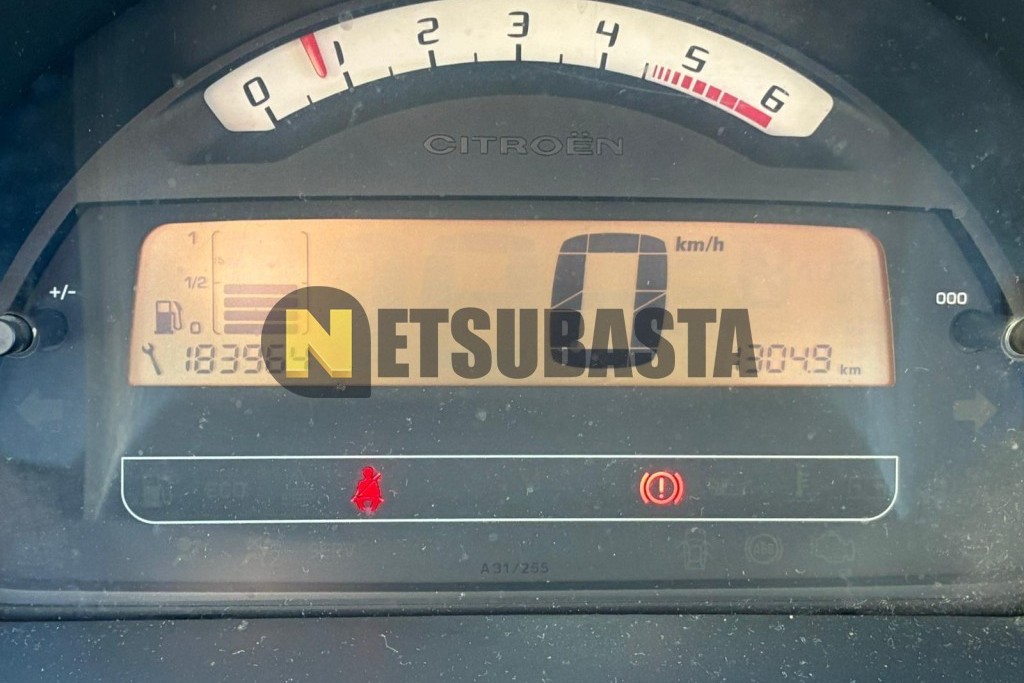 0 1 2 3 4 5 6
CITROËN
1
km/h
1/2
+/-
000
0
0
NETSUBASTA
km
A31/255